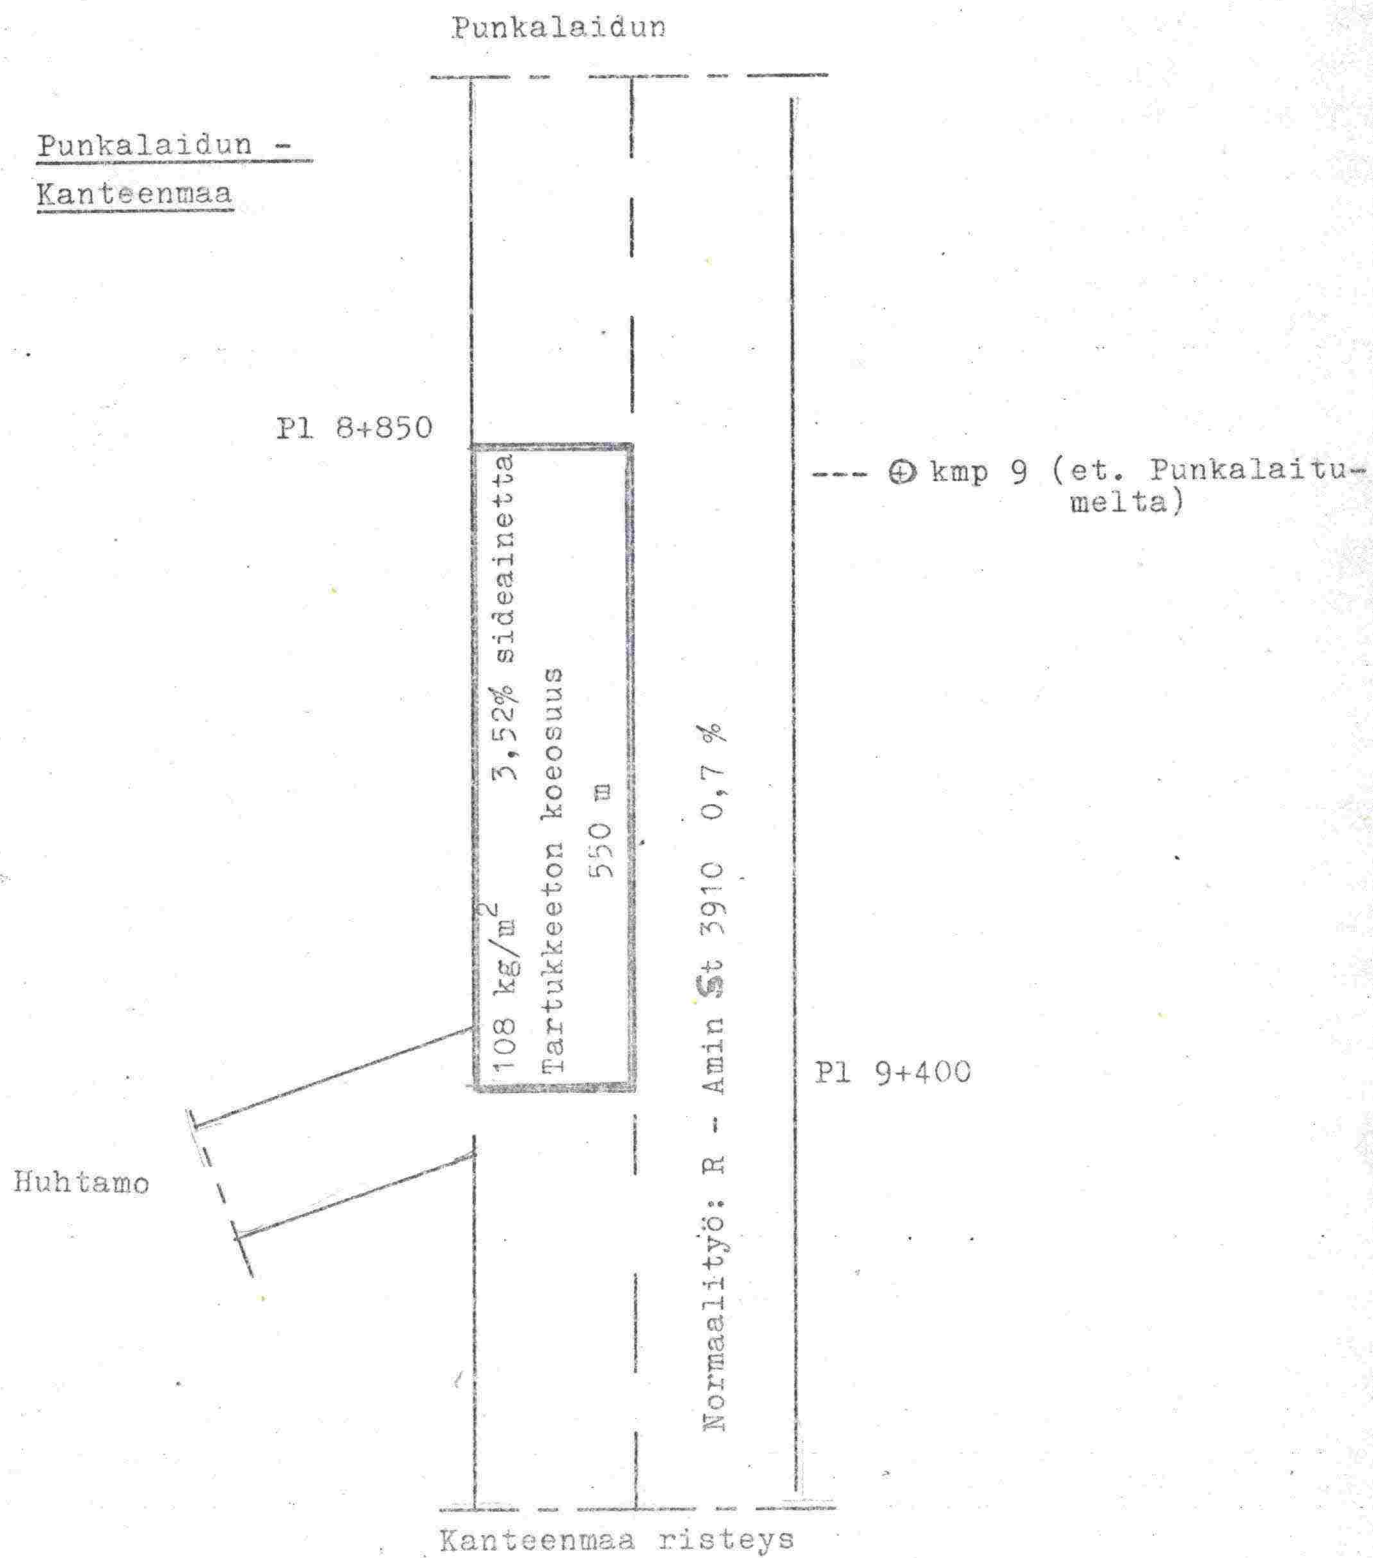 Punkalaidun
Punkalaidun -
Kanteenmaa
Pl 8+850
kmp 9 (et. Punkalaitu-
melta)
108 kg/m² 3,52% sideainetta
Tartukkeeton koeosuus
550 m
Normaalityö: R - Amin St 3910 0,7 %
Pl 9+400
Huhtamo
Kanteenmaa risteys